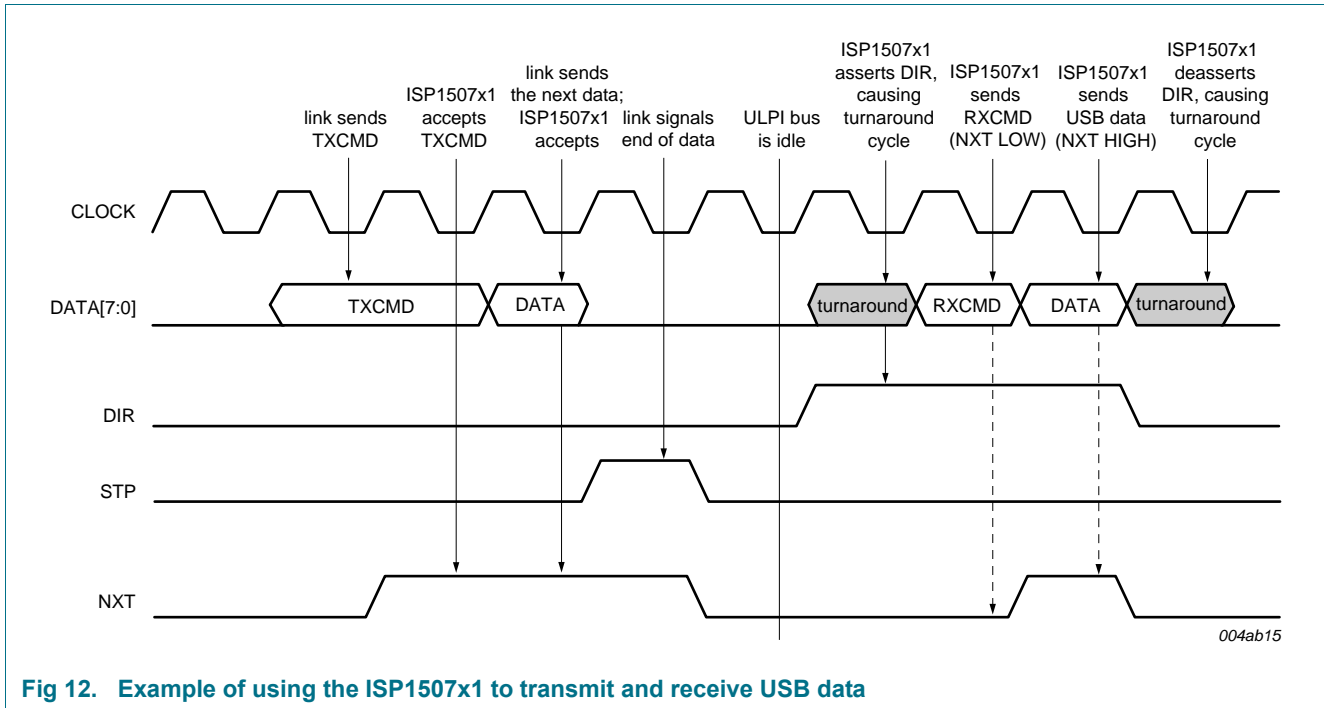 link sends
TXCMD
ISP1507x1
accepts
TXCMD
link sends
the next data;
ISP1507x1
accepts
link signals
end of data
ULPI bus
is idle
ISP1507x1
asserts DIR,
causing
turnaround
cycle
ISP1507x1
sends
RXCMD
(NXT LOW)
ISP1507x1
sends
USB data
(NXT HIGH)
ISP1507x1
deasserts
DIR, causing
turnaround
cycle
CLOCK
DATA[7:0]
TXCMD
DATA
turnaround
RXCMD
DATA
turnaround
DIR
STP
NXT
004ab15
Fig 12. Example of using the ISP1507x1 to transmit and receive USB data